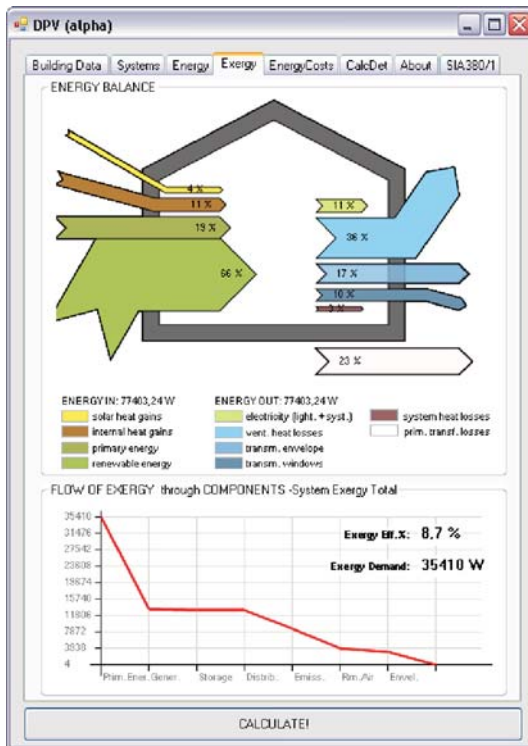 DPV (alpha)
Building Data Systems Energy Exergy EnergyCosts CalcDet About SIA380/1
ENERGY BALANCE
4 %
11 %
19 %
66 %
11 %
36 %
17 %
10 %
3 %
23 %
ENERGY IN: 77403,24 W
solar heat gains
internal heat gains
primary energy
renewable energy
ENERGY OUT: 77403,24 W
electricity (light. + syst.)
vent. heat losses
transm. envelope
transm. windows
system heat losses
prim. transf. losses
FLOW OF EXERGY through COMPONENTS -System Exergy Total
Exergy Eff.%: 8,7 %
Exergy Demand: 35410 W
35410
31476
27542
23608
19674
15740
11806
7872
3938
4
Prim. Ener. Gener. Storage Distrib. Emiss. Rm./Air Envel.
CALCULATE!